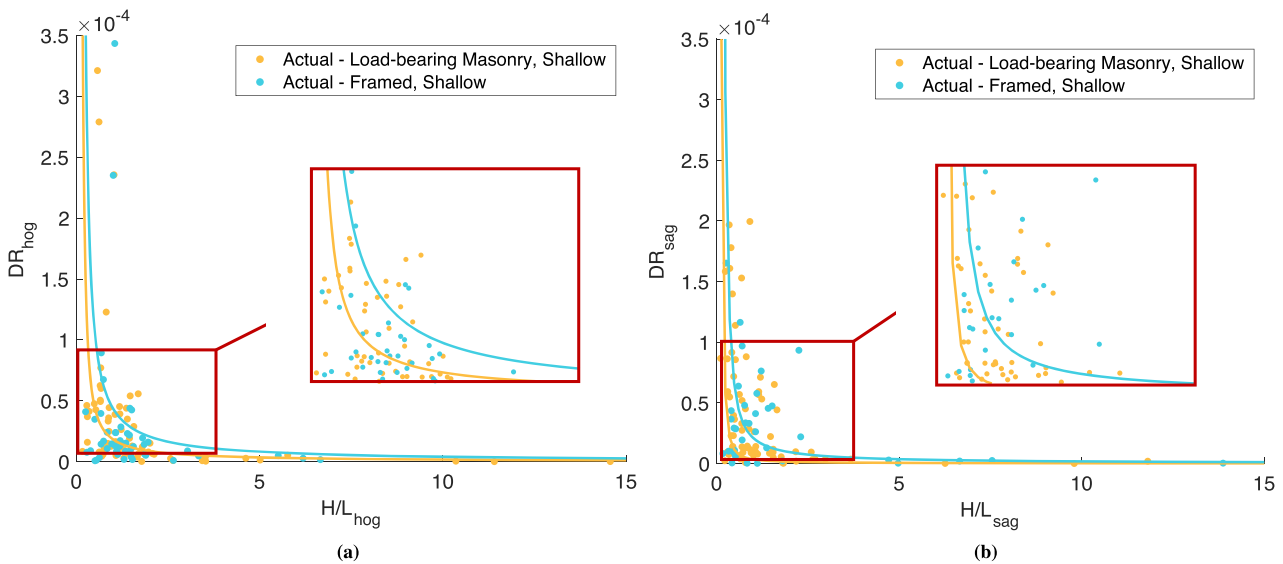 ×10⁻⁴
3.5
3
2.5
2
1.5
1
0.5
0
DR_hog
Actual - Load-bearing Masonry, Shallow
Actual - Framed, Shallow
0 5 10 15
H/L_hog
(a)
×10⁻⁴
3.5
3
2.5
2
1.5
1
0.5
0
DR_sag
Actual - Load-bearing Masonry, Shallow
Actual - Framed, Shallow
0 5 10 15
H/L_sag
(b)